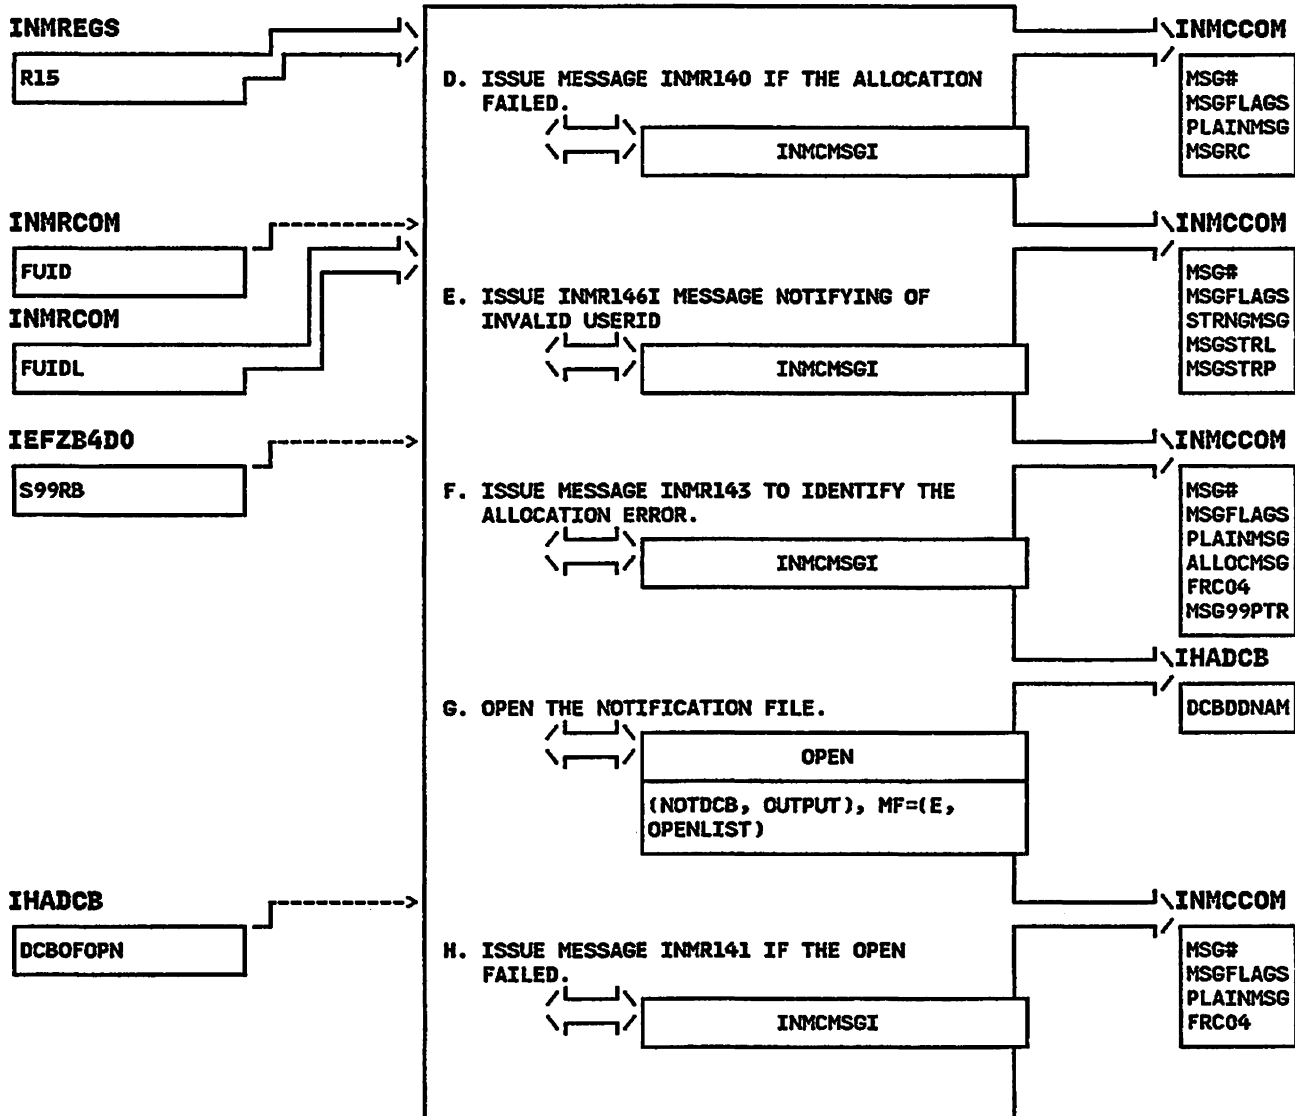 INMREGS
R15
INMRCOM
FUID
INMRCOM
FUIDL
IEFZB4D0
S99RB
IHADCB
DCBOFOPN
D. ISSUE MESSAGE INMR140 IF THE ALLOCATION
FAILED.
INMCMSGI
E. ISSUE INMR146I MESSAGE NOTIFYING OF
INVALID USERID
INMCMSGI
F. ISSUE MESSAGE INMR143 TO IDENTIFY THE
ALLOCATION ERROR.
INMCMSGI
G. OPEN THE NOTIFICATION FILE.
OPEN
(NOTDCB, OUTPUT), MF=(E,
OPENLIST)
H. ISSUE MESSAGE INMR141 IF THE OPEN
FAILED.
INMCMSGI
INMCCOM
MSG#
MSGFLAGS
PLAINMSG
MSGRC
INMCCOM
MSG#
MSGFLAGS
STRNGMSG
MSGSTRL
MSGSTRP
INMCCOM
MSG#
MSGFLAGS
PLAINMSG
ALLOCMSG
FRC04
MSG99PTR
IHADCB
DCBDDNAM
INMCCOM
MSG#
MSGFLAGS
PLAINMSG
FRC04